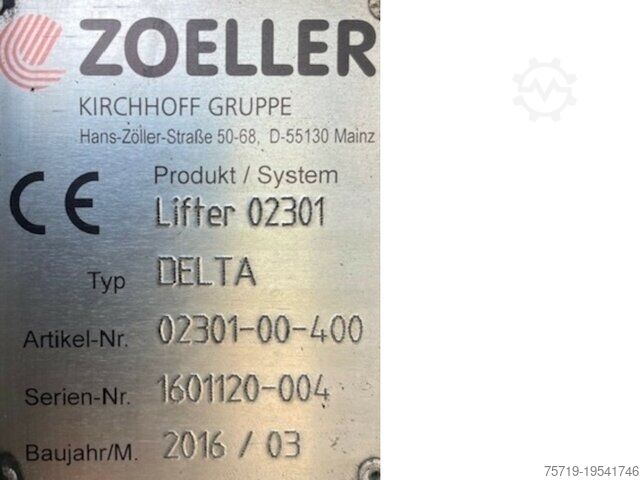 ZOELLER
KIRCHHOFF GRUPPE
Hans-Zöller-Straße 50-68, D-55130 Mainz
Produkt / System
CE Lifter 02301
Typ DELTA
Artikel-Nr. 02301-00-400
Serien-Nr. 1601120-004
Baujahr/M. 2016 / 03
75719-19541746